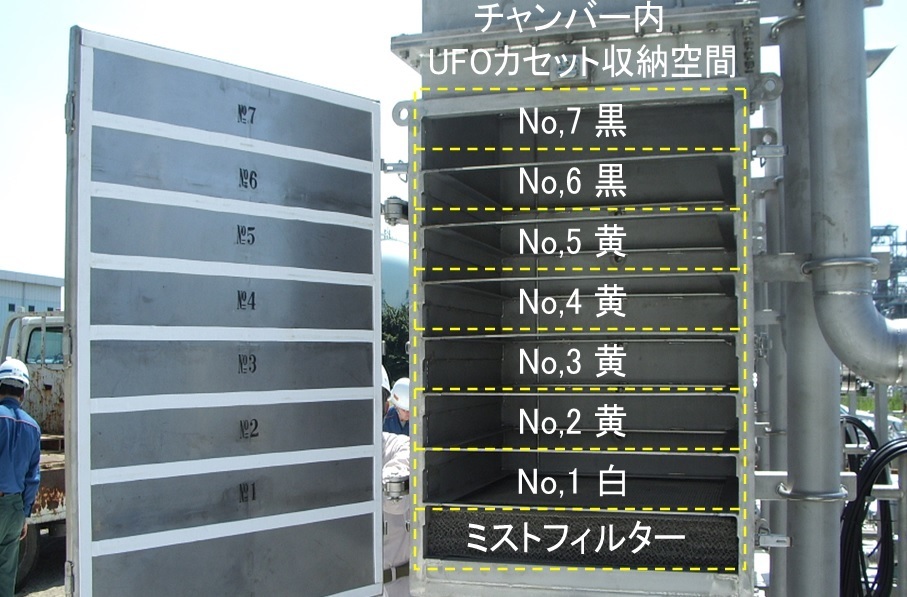 チャンバー内
UFOカセット収納空間
No,7 黒
No,6 黒
No,5 黄
No,4 黄
No,3 黄
No,2 黄
No,1 白
ミストフィルター
№7
№6
№5
№4
№3
№2
№1